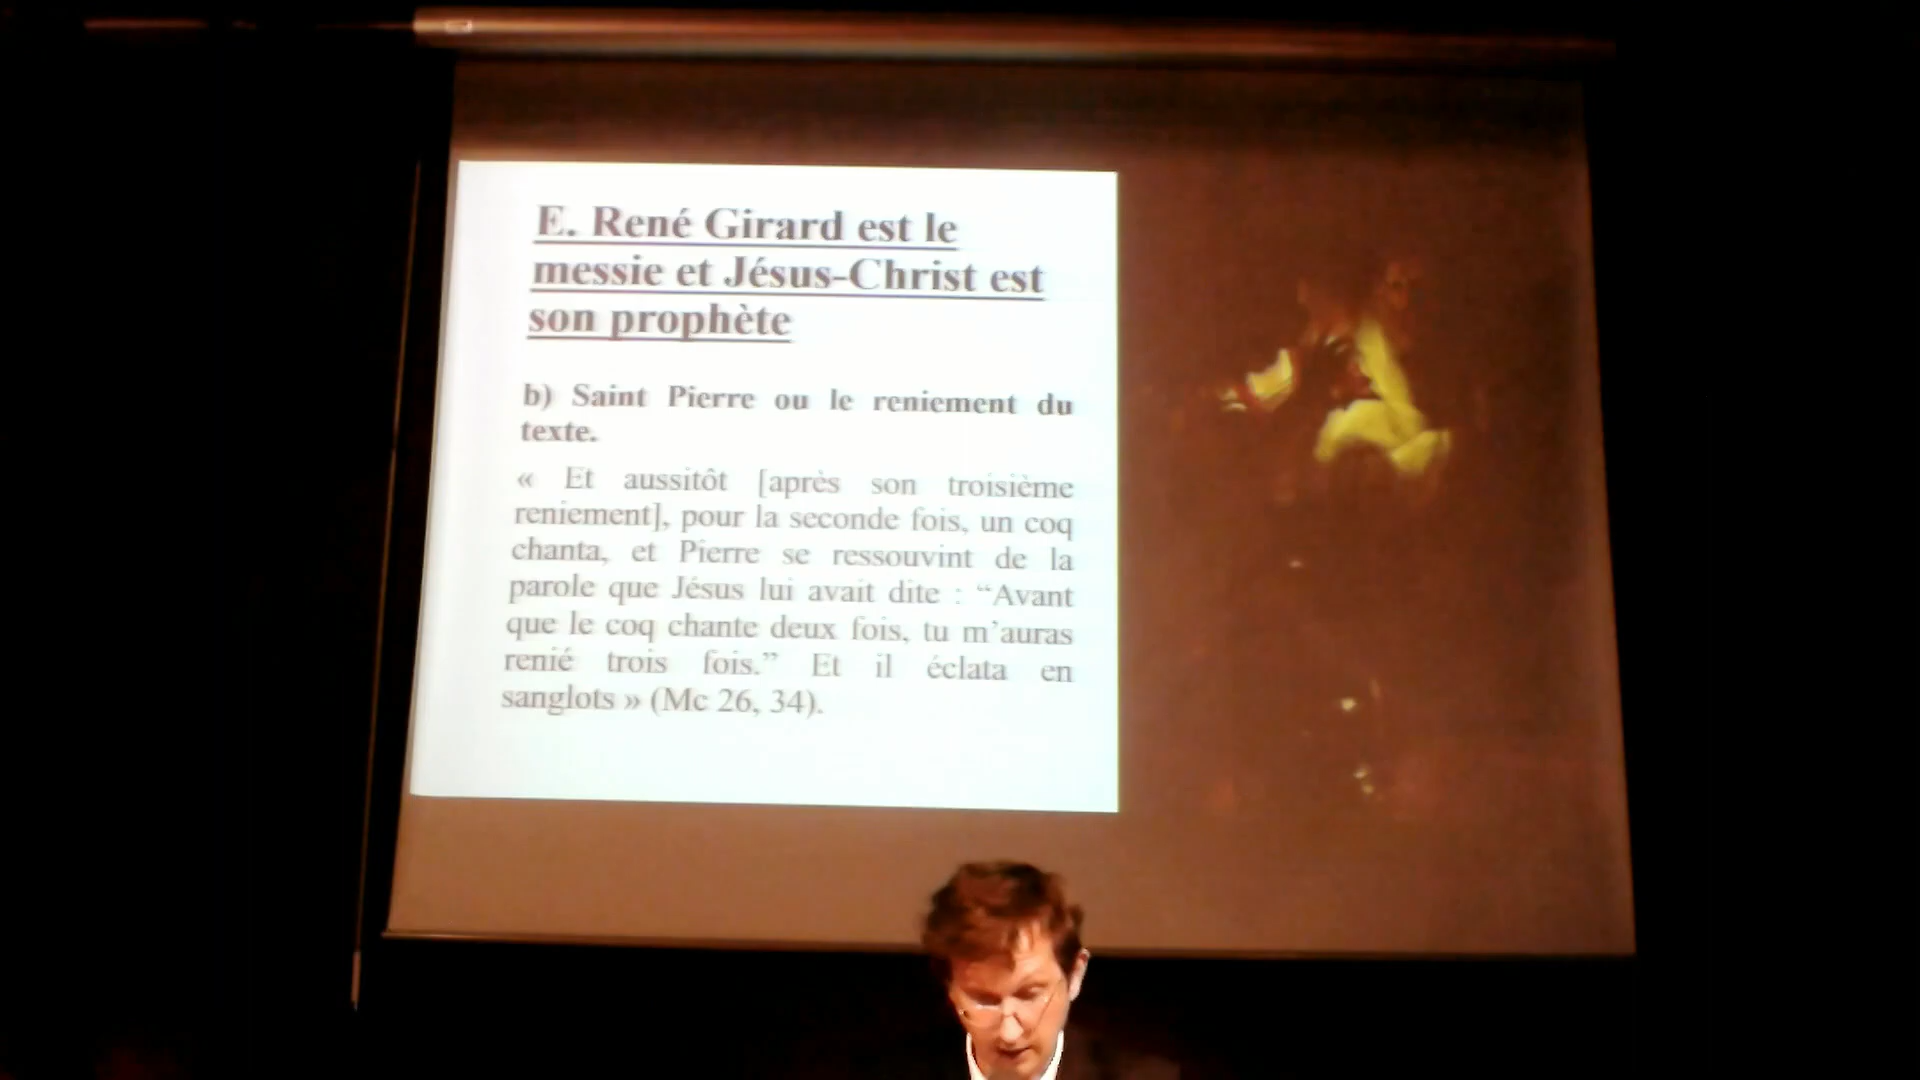 E. René Girard est le
messie et Jésus-Christ est
son prophète
b) Saint Pierre ou le reniement du
texte.
« Et aussitôt [après son troisième
reniement], pour la seconde fois, un coq
chanta, et Pierre se ressouvint de la
parole que Jésus lui avait dite : “Avant
que le coq chante deux fois, tu m’auras
renié trois fois.” Et il éclata en
sanglots » (Mc 26, 34).